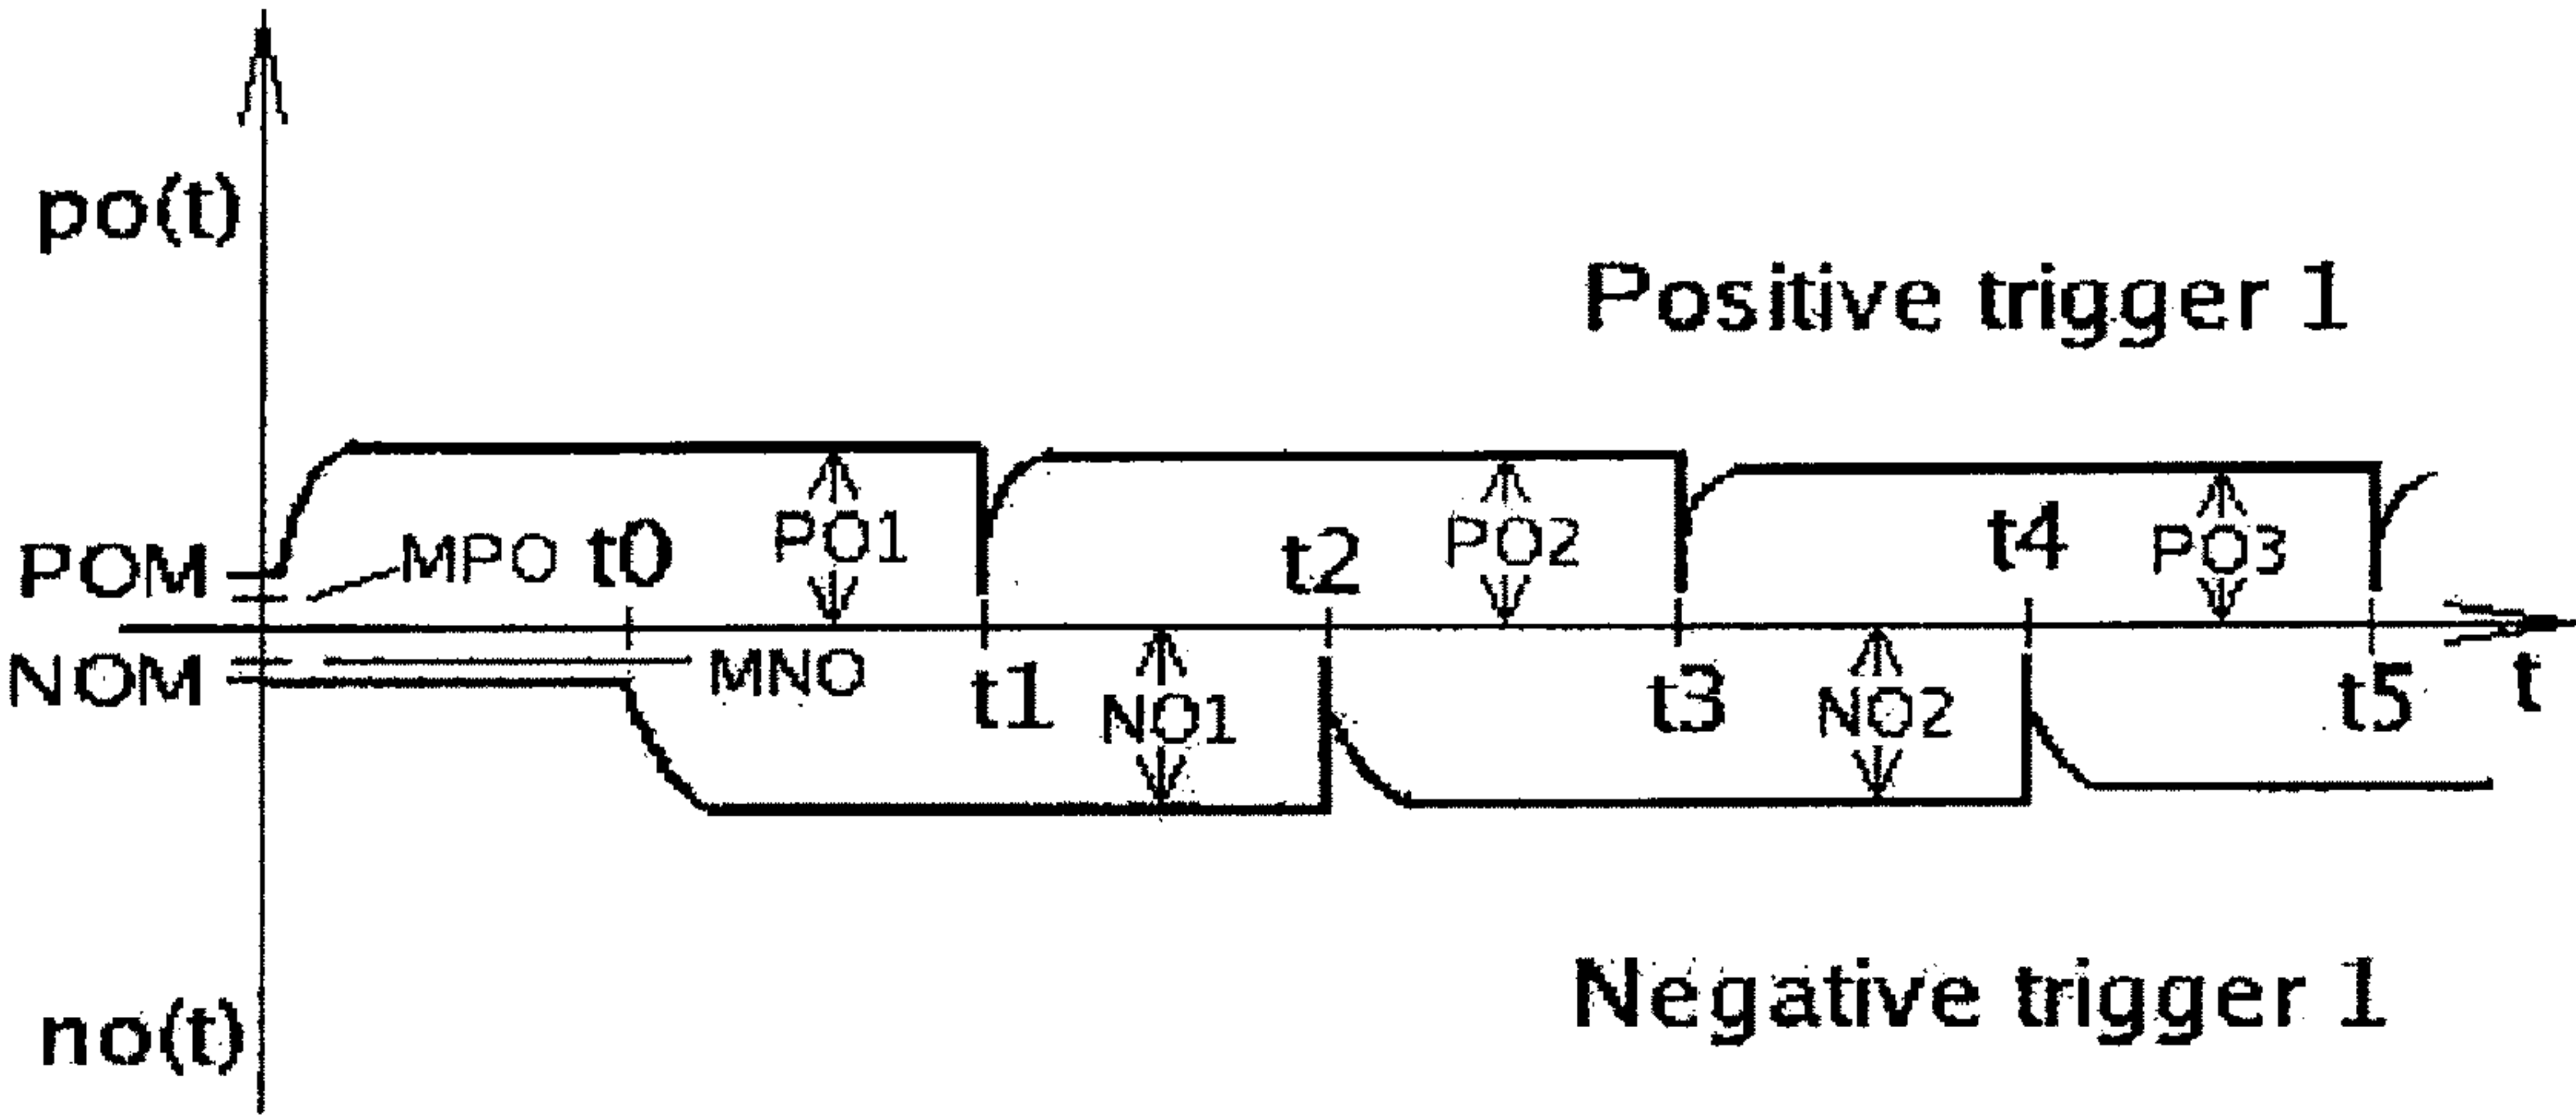 po(t)
Positive trigger 1
POM
MPO
t0
PO1
t2
PO2
t4
PO3
NOM
MNO
t1
NO1
t3
NO2
t5
t
no(t)
Negative trigger 1